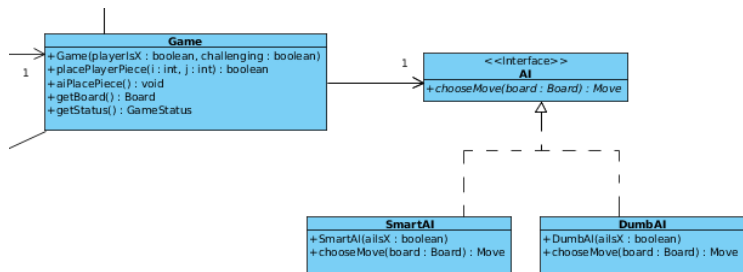 Game
+Game(playerIsX : boolean, challenging : boolean)
+placePlayerPiece(i : int, j : int) : boolean
+aiPlacePiece() : void
+getBoard() : Board
+getStatus() : GameStatus
1
1
<<Interface>>
AI
+chooseMove(board : Board) : Move
SmartAI
+SmartAI(aiIsX : boolean)
+chooseMove(board : Board) : Move
DumbAI
+DumbAI(aiIsX : boolean)
+chooseMove(board : Board) : Move